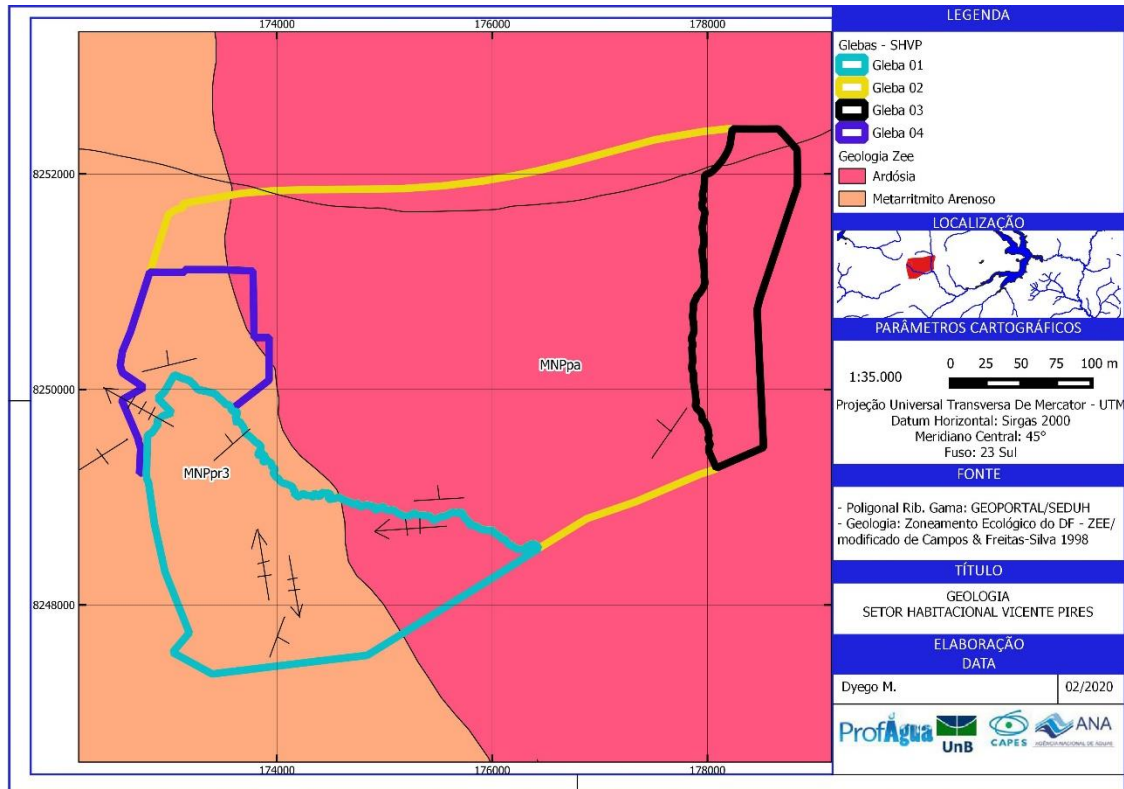 174000
176000
178000
8252000
8250000
8248000
MNPpa
MNPpr3
174000
176000
178000
LEGENDA
Glebas - SHVP
Gleba 01
Gleba 02
Gleba 03
Gleba 04
Geologia Zee
Ardósia
Metarritmito Arenoso
LOCALIZAÇÃO
PARÂMETROS CARTOGRÁFICOS
1:35.000
0 25 50 75 100 m
Projeção Universal Transversa De Mercator - UTM
Datum Horizontal: Sirgas 2000
Meridiano Central: 45°
Fuso: 23 Sul
FONTE
- Poligonal Rib. Gama: GEOPORTAL/SEDUH
- Geologia: Zoneamento Ecológico do DF - ZEE/
modificado de Campos & Freitas-Silva 1998
TÍTULO
GEOLOGIA
SETOR HABITACIONAL VICENTE PIRES
ELABORAÇÃO
DATA
Dyego M.
02/2020
ProfÁgua
UnB
CAPES
ANA
AGÊNCIA NACIONAL DE ÁGUAS